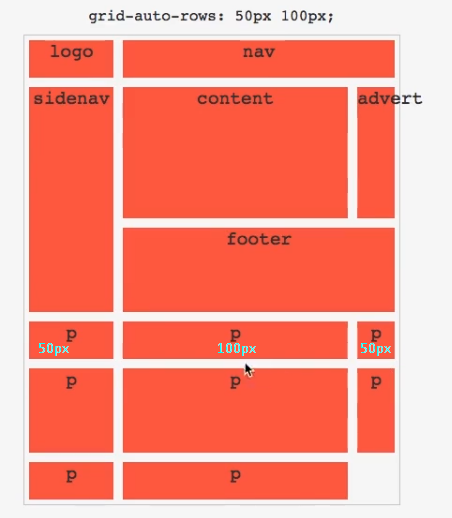 grid-auto-rows: 50px 100px;
logo nav
sidenav content advert
footer
p p p
50px 100px 50px
p p p
p p